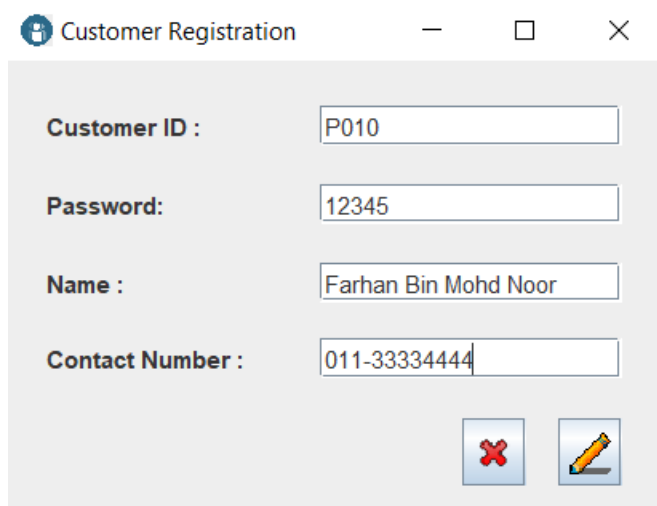 Customer Registration
Customer ID : P010
Password: 12345
Name : Farhan Bin Mohd Noor
Contact Number : 011-33334444